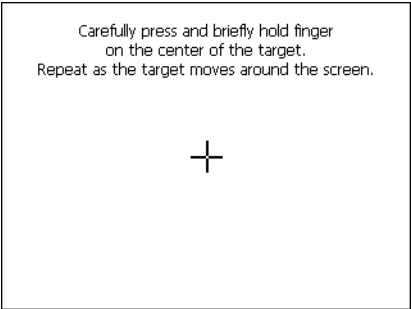 Carefully press and briefly hold finger
on the center of the target.
Repeat as the target moves around the screen.